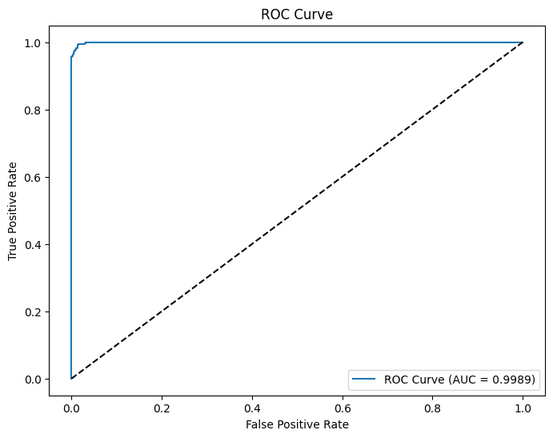 ROC Curve
True Positive Rate
1.0
0.8
0.6
0.4
0.2
0.0
ROC Curve (AUC = 0.9989)
0.0 0.2 0.4 0.6 0.8 1.0
False Positive Rate